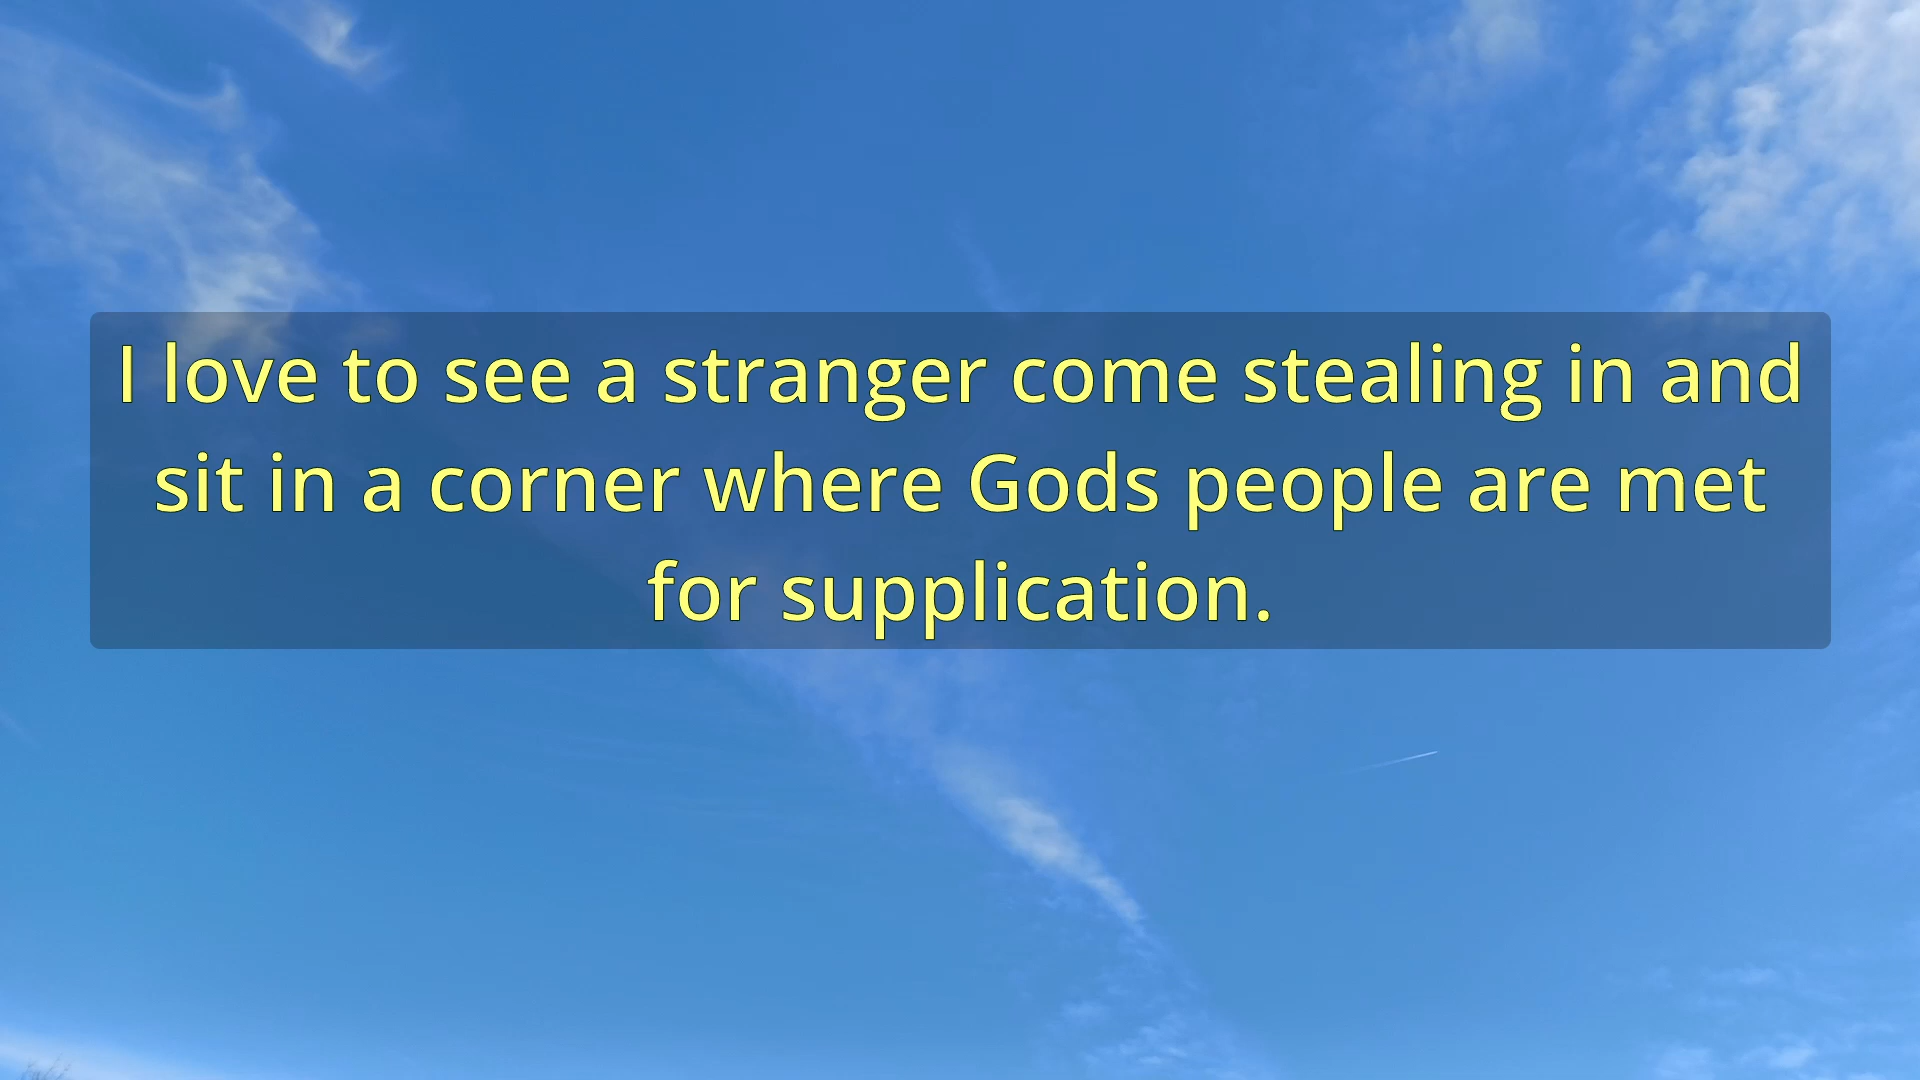 I love to see a stranger come stealing in and
sit in a corner where Gods people are met
for supplication.